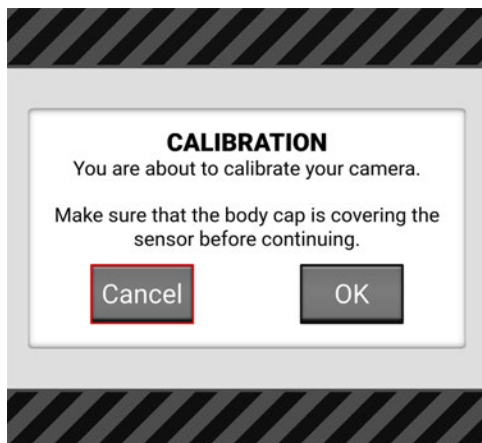 CALIBRATION
You are about to calibrate your camera.
Make sure that the body cap is covering the
sensor before continuing.
Cancel OK